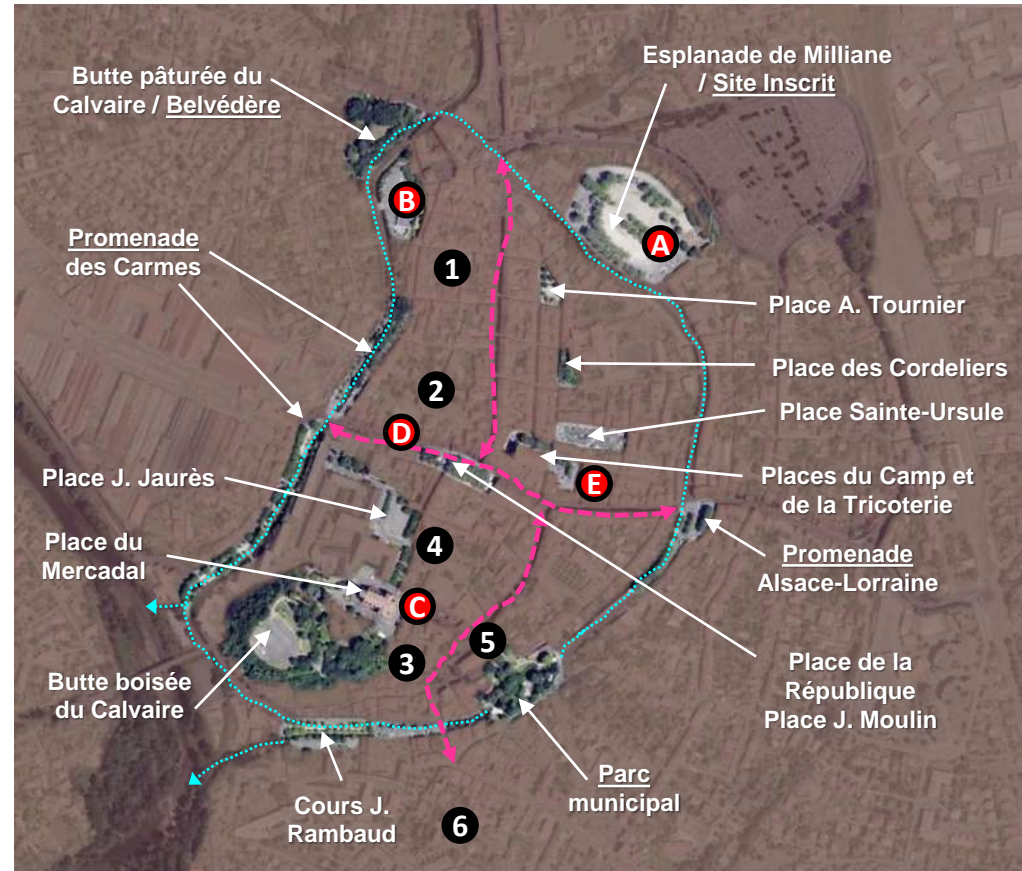 Esplanade de Milliane
/ Site Inscrit
Butte pâturée du
Calvaire / Belvédère
B
A
Promenade
des Carmes
1
Place A. Tournier
Place des Cordeliers
2
Place Sainte-Ursule
D
Places du Camp et
de la Tricoterie
E
Place J. Jaurès
Place du
Mercadal
4
Promenade
Alsace-Lorraine
C
5
3
Butte boisée
du Calvaire
Place de la
République
Place J. Moulin
Parc
municipal
Cours J.
Rambaud
6